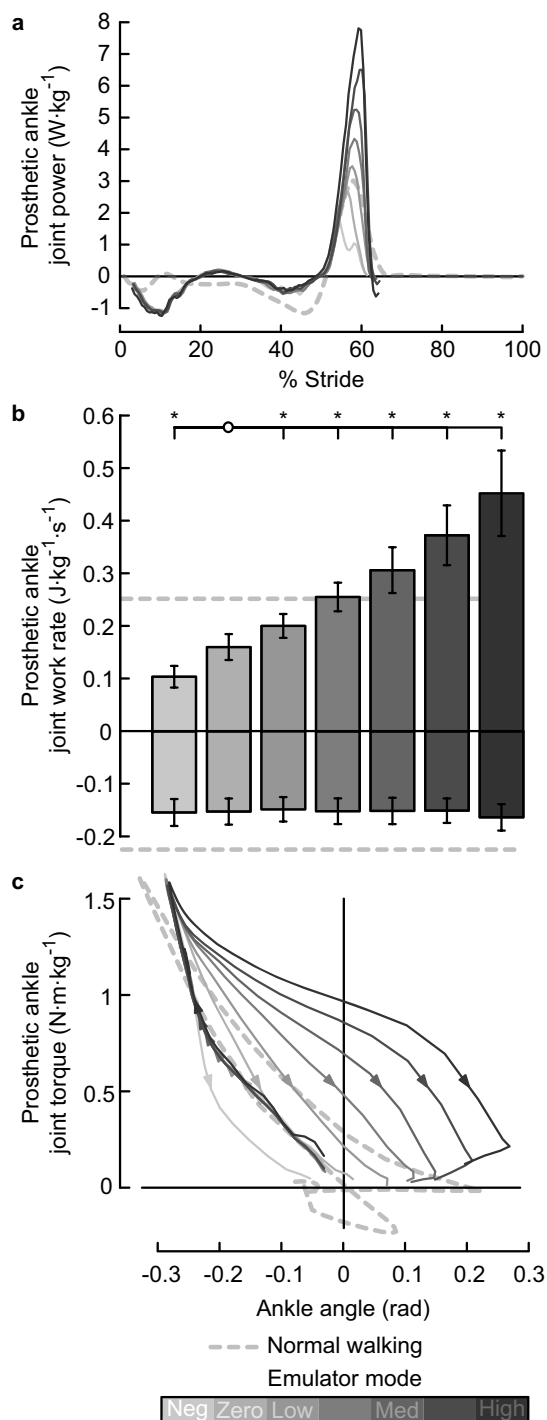 a
Prosthetic ankle
joint power (W·kg⁻¹)
8
7
6
5
4
3
2
1
0
-1
0 20 40 60 80 100
% Stride
b
Prosthetic ankle
joint work rate (J·kg⁻¹·s⁻¹)
* * * * * *
0.6
0.5
0.4
0.3
0.2
0.1
0
-0.1
-0.2
c
Prosthetic ankle
joint torque (N·m·kg⁻¹)
1.5
1
0.5
0
-0.3 -0.2 -0.1 0 0.1 0.2 0.3
Ankle angle (rad)
Normal walking
Emulator mode
Neg Zero Low Med High